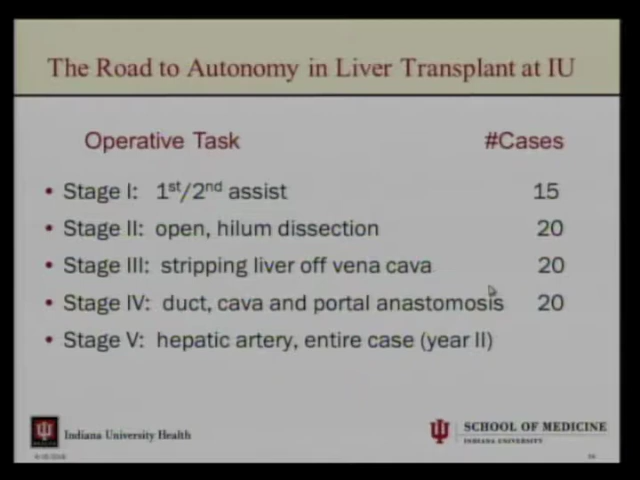 The Road to Autonomy in Liver Transplant at IU
Operative Task #Cases
• Stage I: 1st/2nd assist 15
• Stage II: open, hilum dissection 20
• Stage III: stripping liver off vena cava 20
• Stage IV: duct, cava and portal anastomosis 20
• Stage V: hepatic artery, entire case (year II)
Indiana University Health
SCHOOL OF MEDICINE
INDIANA UNIVERSITY